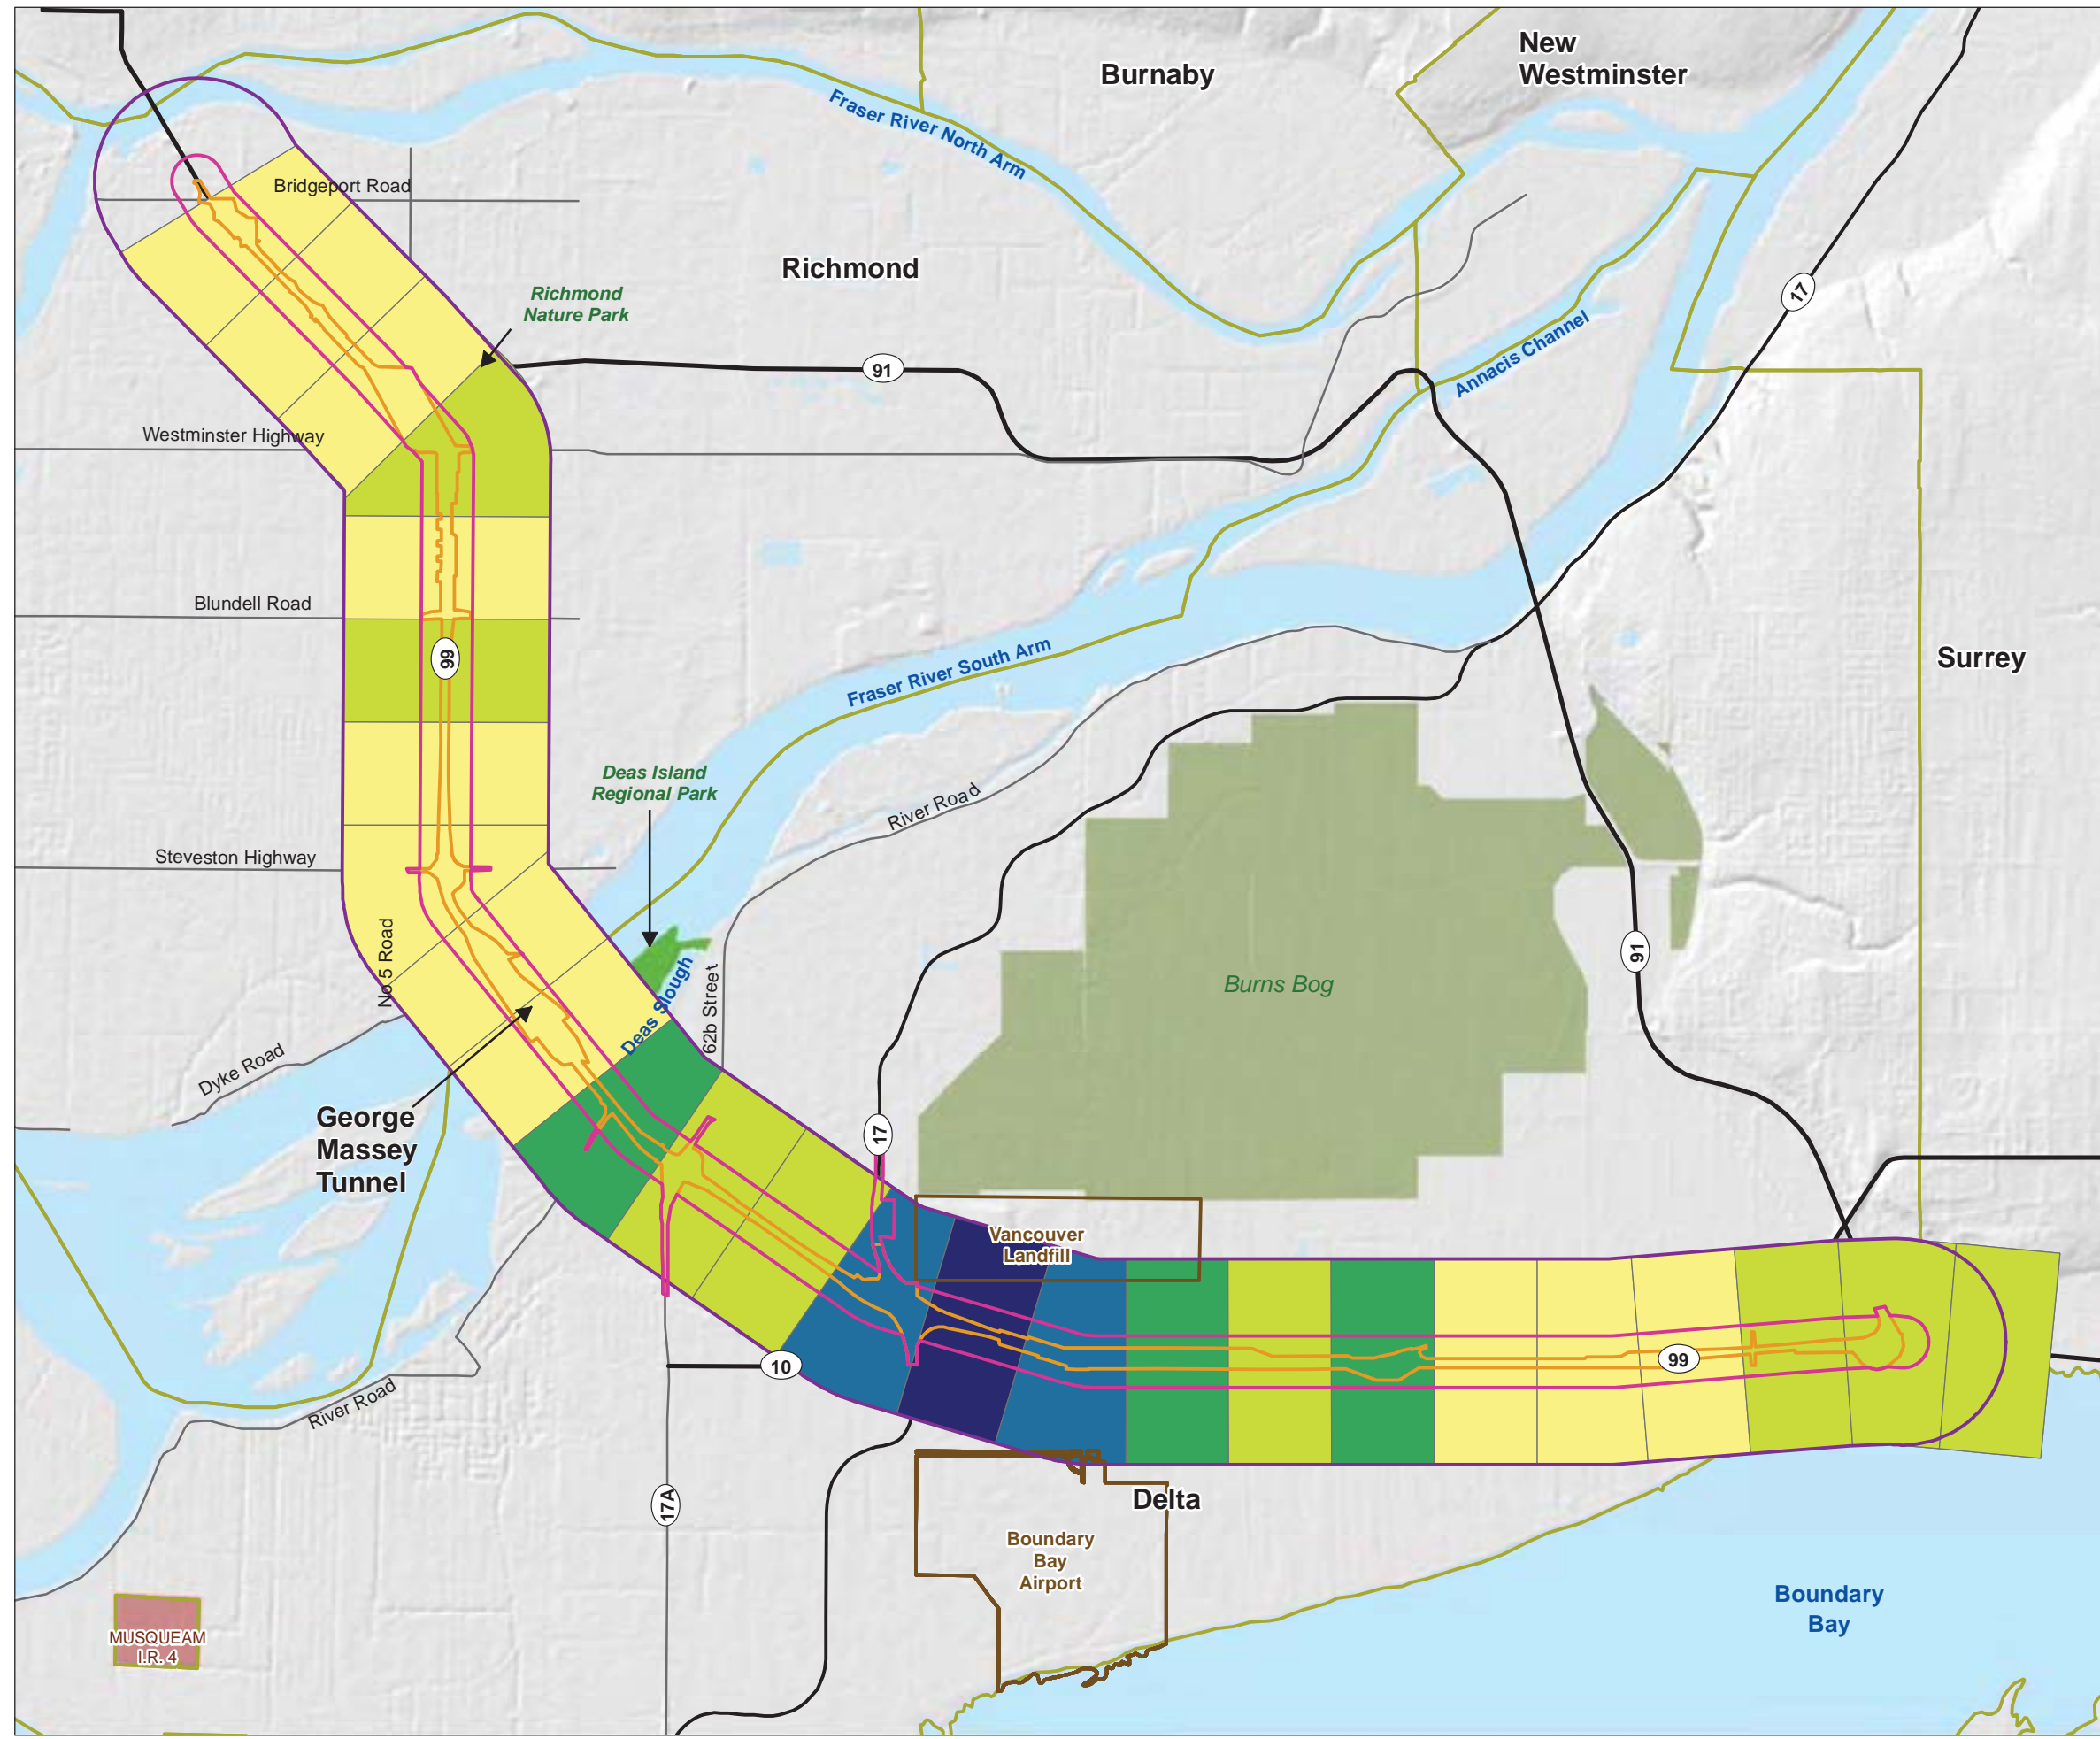 New
Westminster
Burnaby
Fraser River North Arm
Bridgeport Road
Richmond
17
Richmond
Nature Park
Annacis Channel
91
Westminster Highway
Blundell Road
99
Fraser River South Arm
Surrey
Deas Island
Regional Park
River Road
Steveston Highway
No 5 Road
91
Burns Bog
Deas Slough
62b Street
Dyke Road
George
Massey
Tunnel
17
Vancouver
Landfill
10
99
River Road
17A
Delta
Boundary
Bay
Airport
Boundary
Bay
MUSQUEAM
I.R. 4